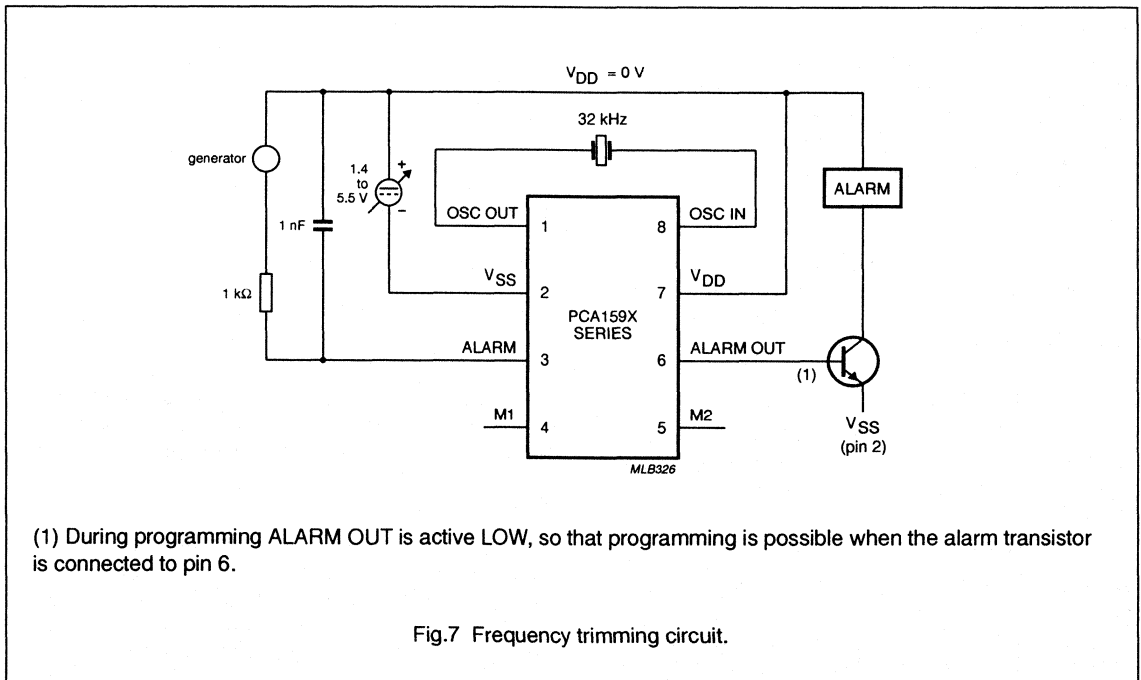 VDD = 0 V
32 kHz
generator
1.4
to
5.5 V
+
−
ALARM
OSC OUT
1
8
OSC IN
1 nF
VSS
2
7
VDD
1 kΩ
PCA159X
SERIES
ALARM
3
6
ALARM OUT
(1)
M1
4
5
M2
VSS
(pin 2)
MLB326
(1) During programming ALARM OUT is active LOW, so that programming is possible when the alarm transistor
is connected to pin 6.
Fig.7 Frequency trimming circuit.